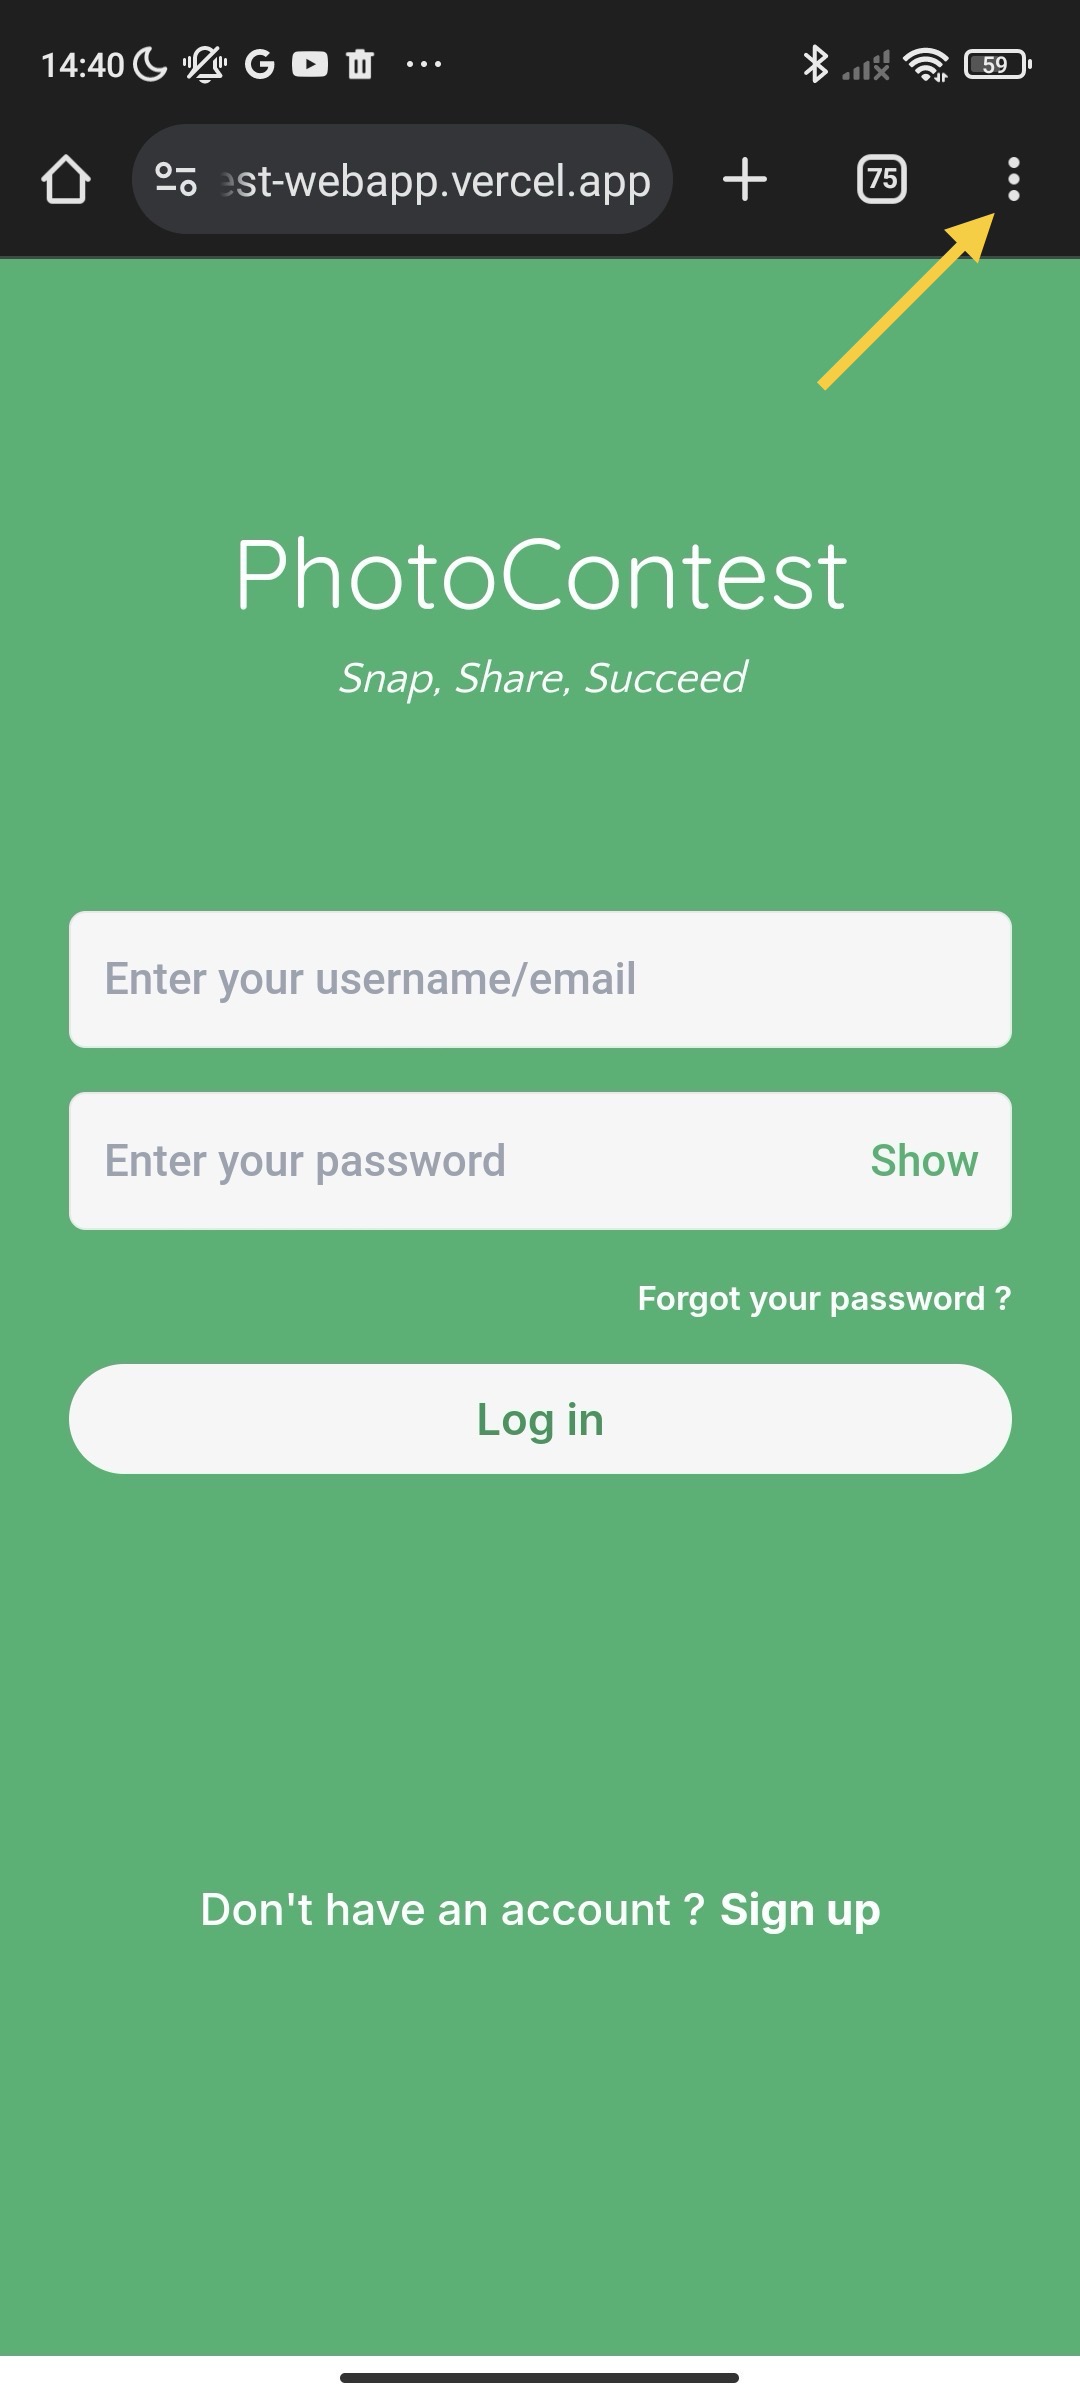 14:40 59
est-webapp.vercel.app 75
PhotoContest
Snap, Share, Succeed
Enter your username/email
Enter your password Show
Forgot your password ?
Log in
Don't have an account ? Sign up